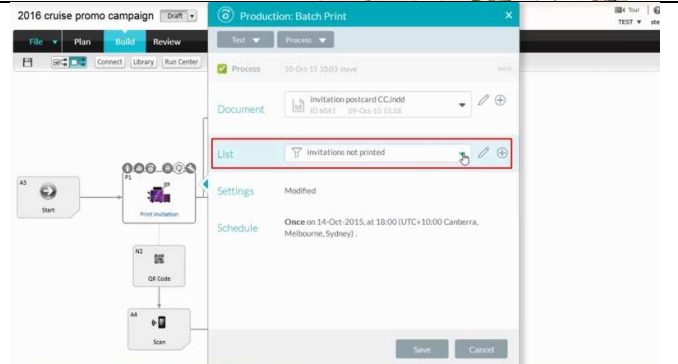 2016 cruise promo campaign Draft
Tour
TEST
File Plan Build Review
Connect Library Run Center
Production: Batch Print
Test Process
Process 10-Oct-15 10:03 steve
Document invitation postcard CC.indd
ID 6061 09-Oct-15 15:58
List Invitations not printed
Settings Modified
Schedule Once on 14-Oct-2015, at 18:00 (UTC+10:00 Canberra,
Melbourne, Sydney) .
Save Cancel
A5
Start
P1
Print Invitation
N2
QR Code
A4
Scan